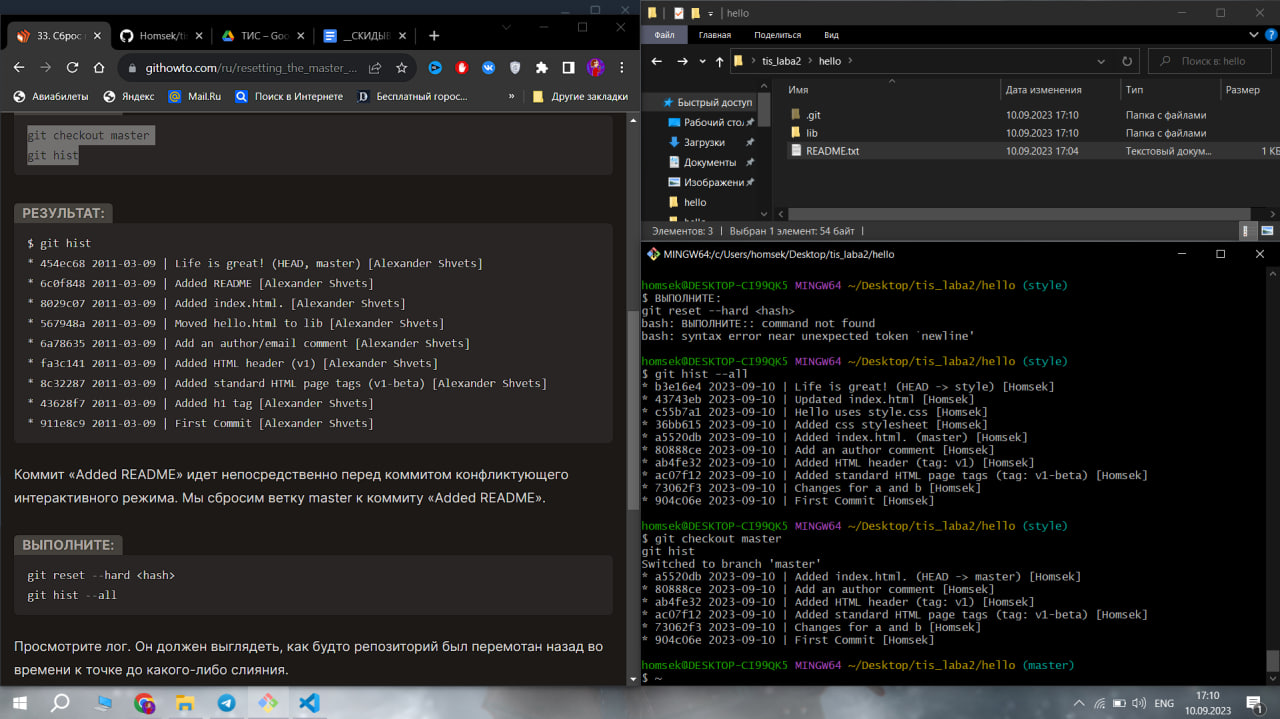 33. Сброс
Homsek/ti
ТИС – Goo
__СКИДЫВ
githowto.com/ru/resetting_the_master_...
Авиабилеты
Яндекс
Mail.Ru
Поиск в Интернете
Бесплатный горос...
»
Другие закладки
git checkout master
git hist
РЕЗУЛЬТАТ:
$ git hist
* 454ec68 2011-03-09 | Life is great! (HEAD, master) [Alexander Shvets]
* 6c0f848 2011-03-09 | Added README [Alexander Shvets]
* 8029c07 2011-03-09 | Added index.html. [Alexander Shvets]
* 567948a 2011-03-09 | Moved hello.html to lib [Alexander Shvets]
* 6a78635 2011-03-09 | Add an author/email comment [Alexander Shvets]
* fa3c141 2011-03-09 | Added HTML header (v1) [Alexander Shvets]
* 8c32287 2011-03-09 | Added standard HTML page tags (v1-beta) [Alexander Shvets]
* 43628f7 2011-03-09 | Added h1 tag [Alexander Shvets]
* 911e8c9 2011-03-09 | First Commit [Alexander Shvets]
Коммит «Added README» идет непосредственно перед коммитом конфликтующего
интерактивного режима. Мы сбросим ветку master к коммиту «Added README».
ВЫПОЛНИТЕ:
git reset --hard <hash>
git hist --all
Просмотрите лог. Он должен выглядеть, как будто репозиторий был перемотан назад во
времени к точке до какого-либо слияния.
hello
Файл
Главная
Поделиться
Вид
tis_laba2 > hello >
Поиск в: hello
Имя
Дата изменения
Тип
Размер
Быстрый доступ
Рабочий сто.
Загрузки
Документы
Изображени
hello
hello
.git 10.09.2023 17:10 Папка с файлами
lib 10.09.2023 17:10 Папка с файлами
README.txt 10.09.2023 17:04 Текстовый докум... 1 КБ
Элементов: 3 | Выбран 1 элемент: 54 байт |
MINGW64:/c/Users/homsek/Desktop/tis_laba2/hello
homsek@DESKTOP-CI99QK5 MINGW64 ~/Desktop/tis_laba2/hello (style)
$ ВЫПОЛНИТЕ:
git reset --hard <hash>
bash: ВЫПОЛНИТЕ:: command not found
bash: syntax error near unexpected token `newline'
homsek@DESKTOP-CI99QK5 MINGW64 ~/Desktop/tis_laba2/hello (style)
$ git hist --all
* b3e16e4 2023-09-10 | Life is great! (HEAD -> style) [Homsek]
* 43743eb 2023-09-10 | Updated index.html [Homsek]
* c55b7a1 2023-09-10 | Hello uses style.css [Homsek]
* 36bb615 2023-09-10 | Added css stylesheet [Homsek]
* a5520db 2023-09-10 | Added index.html. (master) [Homsek]
* 80888ce 2023-09-10 | Add an author comment [Homsek]
* ab4fe32 2023-09-10 | Added HTML header (tag: v1) [Homsek]
* ac07f12 2023-09-10 | Added standard HTML page tags (tag: v1-beta) [Homsek]
* 73062f3 2023-09-10 | Changes for a and b [Homsek]
* 904c06e 2023-09-10 | First Commit [Homsek]
homsek@DESKTOP-CI99QK5 MINGW64 ~/Desktop/tis_laba2/hello (style)
$ git checkout master
git hist
Switched to branch 'master'
* a5520db 2023-09-10 | Added index.html. (HEAD -> master) [Homsek]
* 80888ce 2023-09-10 | Add an author comment [Homsek]
* ab4fe32 2023-09-10 | Added HTML header (tag: v1) [Homsek]
* ac07f12 2023-09-10 | Added standard HTML page tags (tag: v1-beta) [Homsek]
* 73062f3 2023-09-10 | Changes for a and b [Homsek]
* 904c06e 2023-09-10 | First Commit [Homsek]
homsek@DESKTOP-CI99QK5 MINGW64 ~/Desktop/tis_laba2/hello (master)
$ ~
ENG
17:10
10.09.2023
1